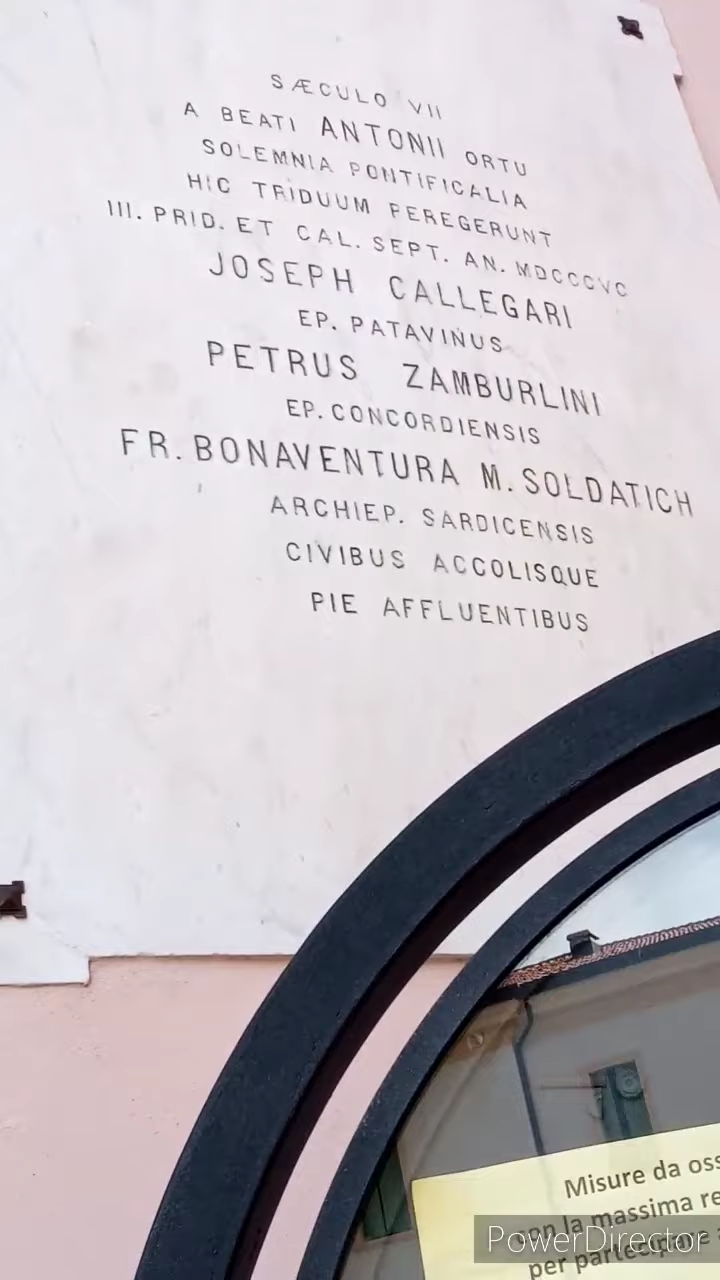 SÆCULO VII
A BEATI ANTONII ORTU
SOLEMNIA PONTIFICALIA
HIC TRIDUUM PEREGERUNT
III. PRID. ET CAL. SEPT. AN. MDCCCVC
JOSEPH CALLEGARI
EP. PATAVINUS
PETRUS ZAMBURLINI
EP. CONCORDIENSIS
FR. BONAVENTURA M. SOLDATICH
ARCHIEP. SARDICENSIS
CIVIBUS ACCOLISQUE
PIE AFFLUENTIBUS
Misure da oss
con la massima re
per partecipare a
PowerDirector